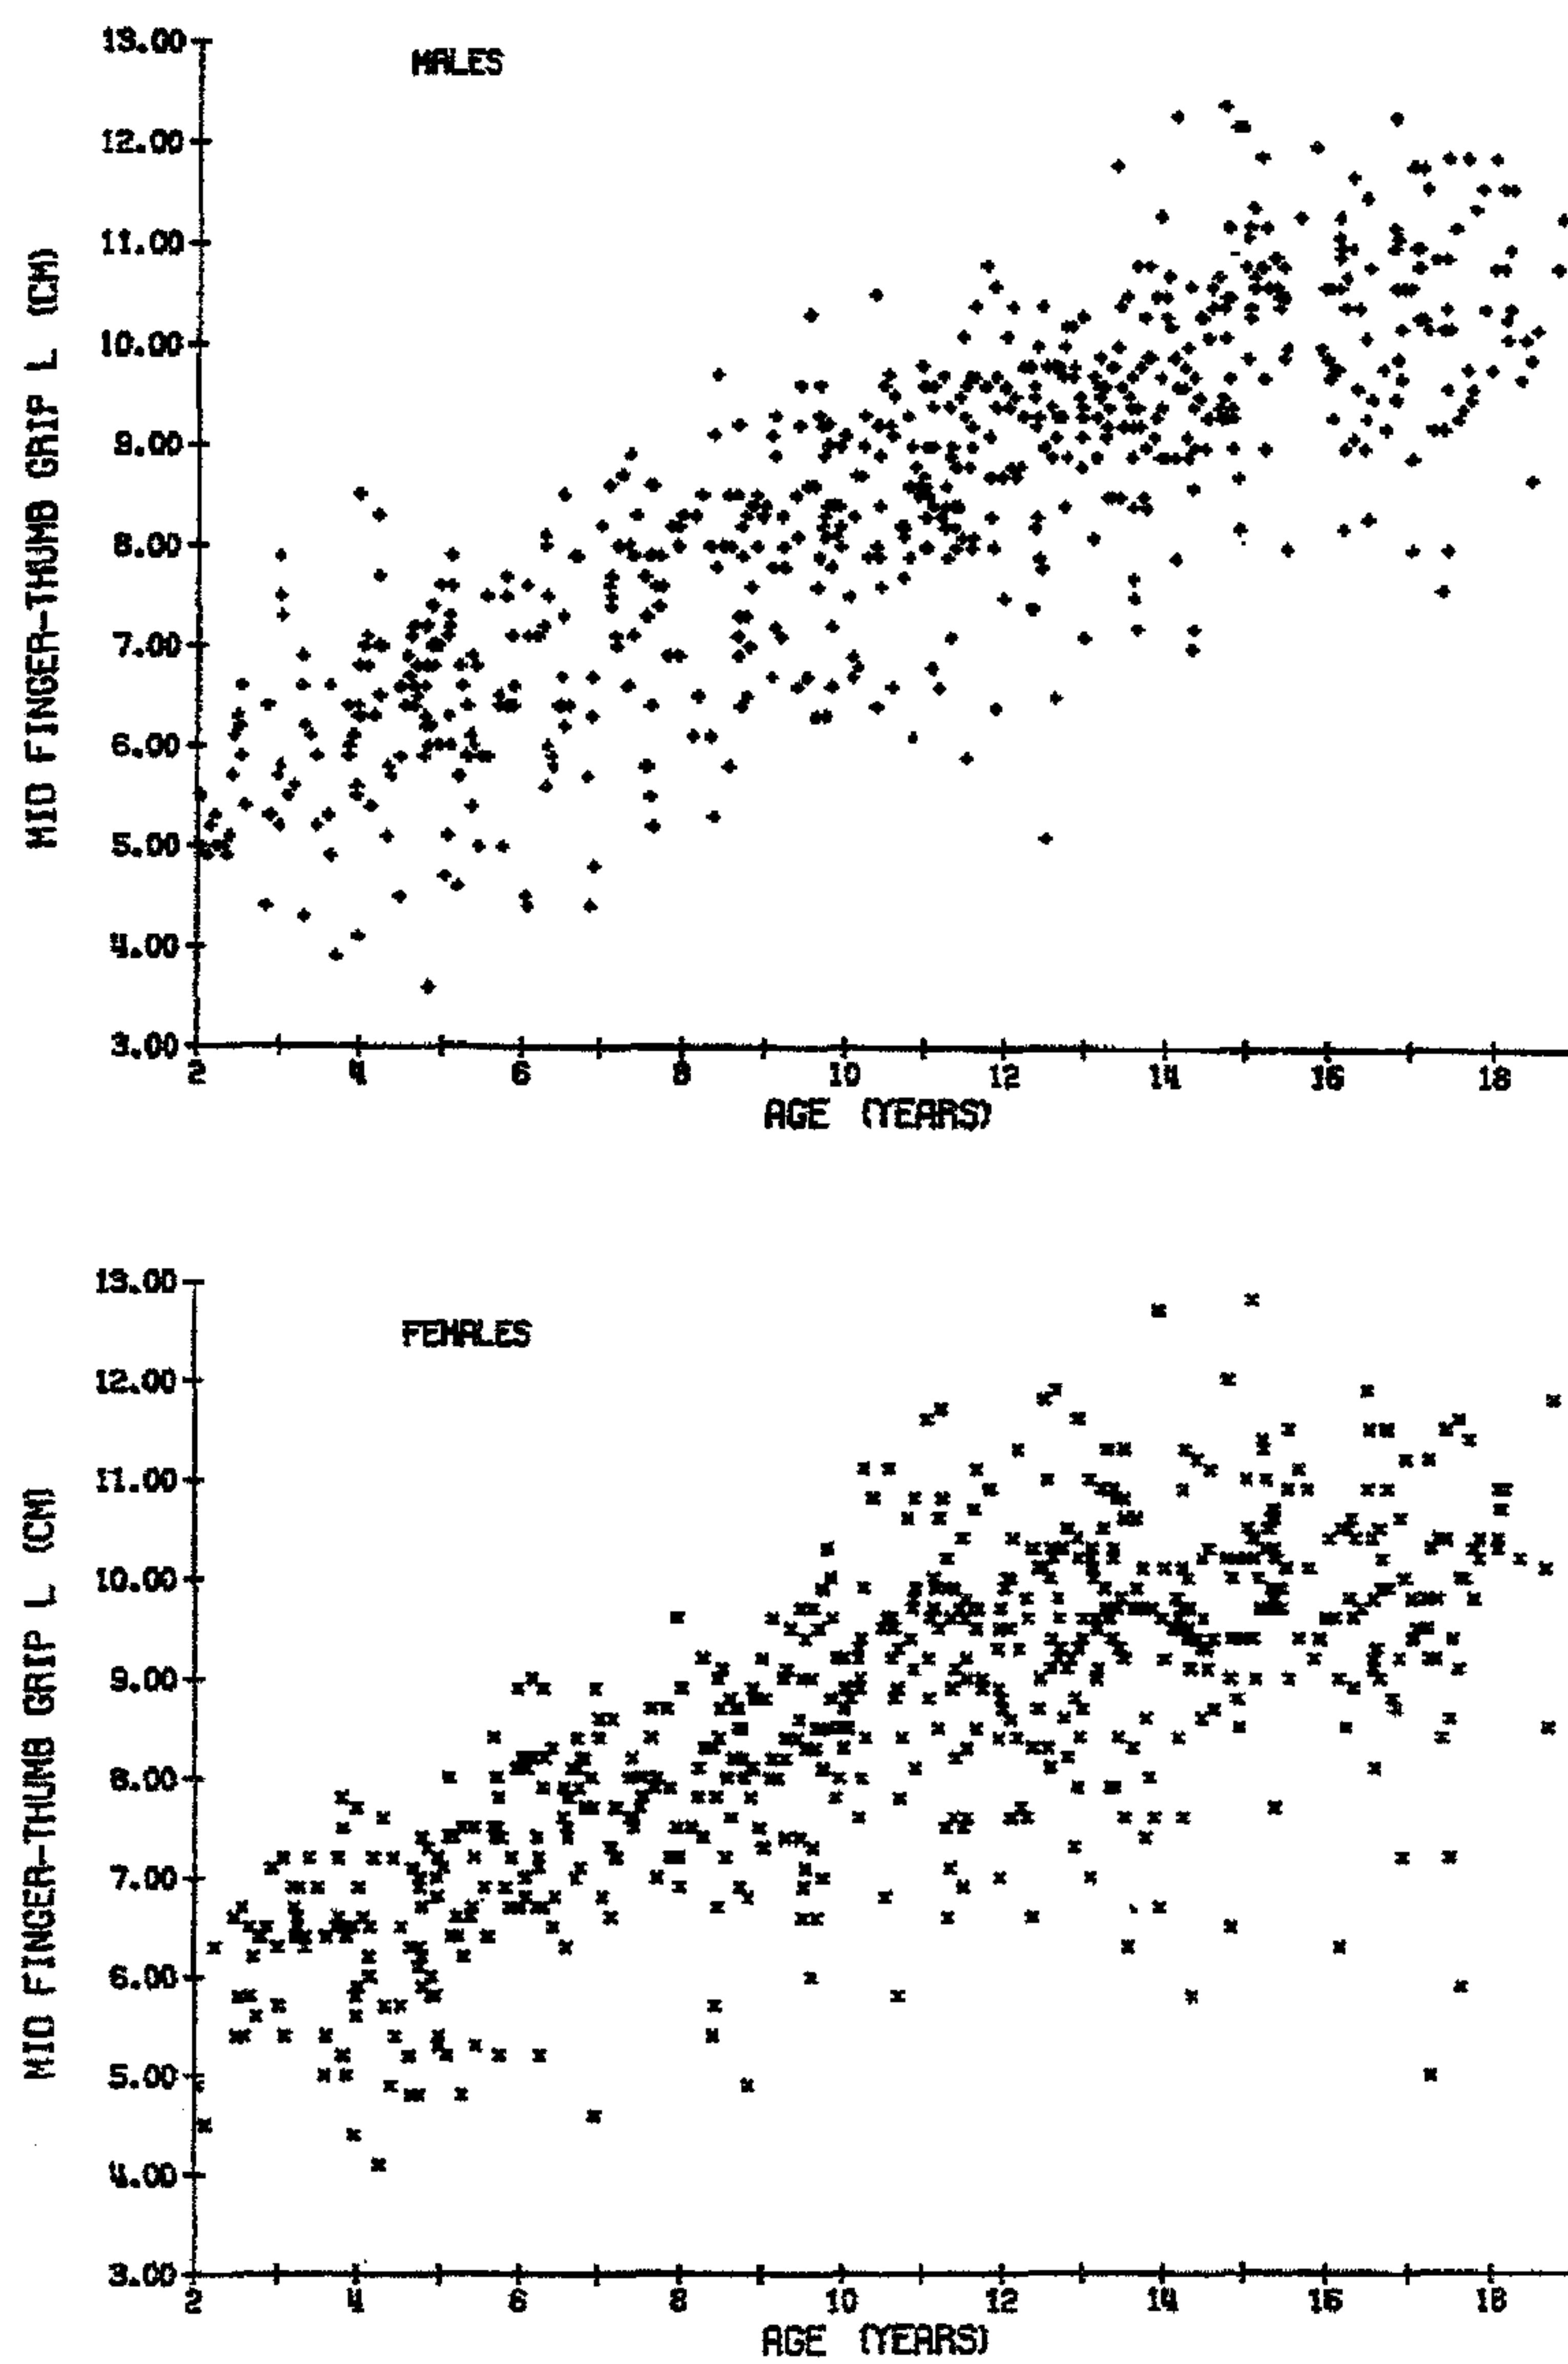 MALES
MID FINGER-THUMB GRIP L (CM)
13.00
12.00
11.00
10.00
9.00
8.00
7.00
6.00
5.00
4.00
3.00
2 4 6 8 10 12 14 16 18
AGE (YEARS)
FEMALES
MID FINGER-THUMB GRIP L (CM)
13.00
12.00
11.00
10.00
9.00
8.00
7.00
6.00
5.00
4.00
3.00
2 4 6 8 10 12 14 16 18
AGE (YEARS)